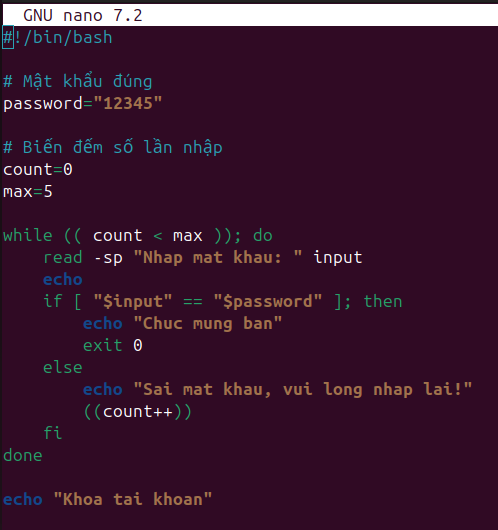 GNU nano 7.2
#!/bin/bash
# Mật khẩu đúng
password="12345"
# Biến đếm số lần nhập
count=0
max=5
while (( count < max )); do
    read -sp "Nhap mat khau: " input
    echo
    if [ "$input" == "$password" ]; then
        echo "Chuc mung ban"
        exit 0
    else
        echo "Sai mat khau, vui long nhap lai!"
        ((count++))
    fi
done
echo "Khoa tai khoan"